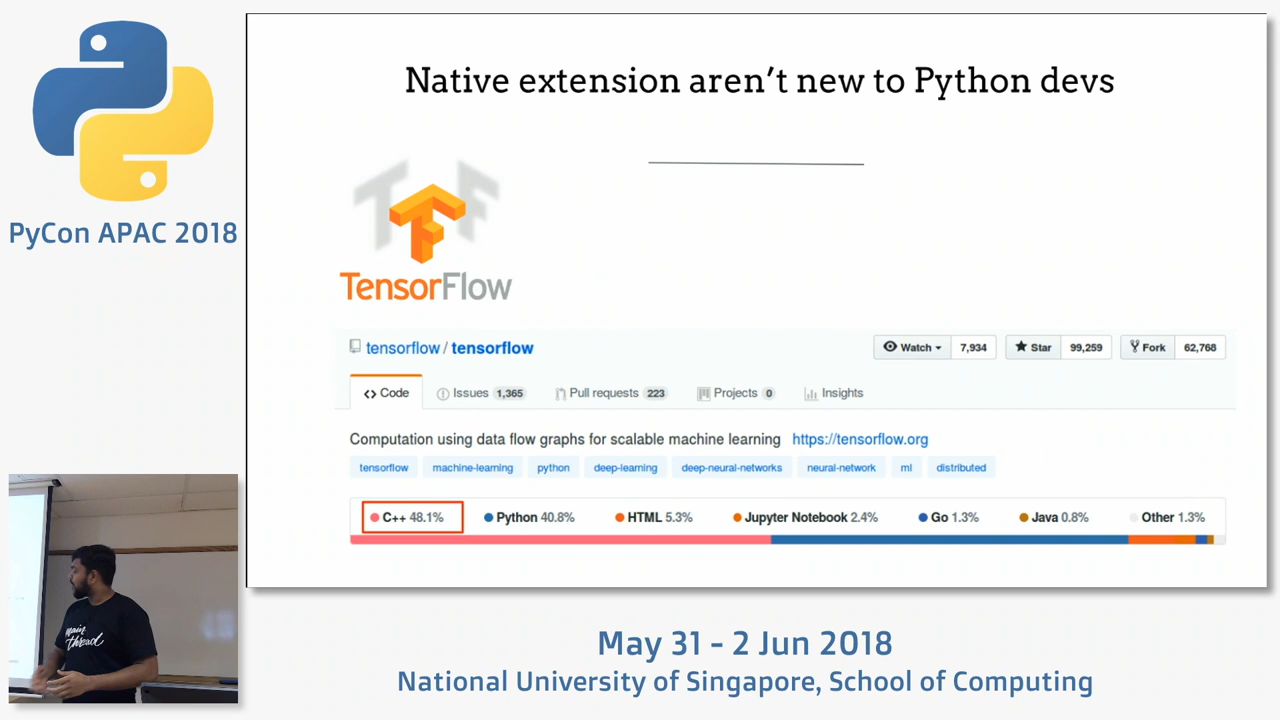 PyCon APAC 2018
Native extension aren't new to Python devs
TensorFlow
tensorflow / tensorflow
Watch 7,934 Star 99,259 Fork 62,768
Code Issues 1,365 Pull requests 223 Projects 0 Insights
Computation using data flow graphs for scalable machine learning https://tensorflow.org
tensorflow machine-learning python deep-learning deep-neural-networks neural-network ml distributed
C++ 48.1% Python 40.8% HTML 5.3% Jupyter Notebook 2.4% Go 1.3% Java 0.8% Other 1.3%
main
thread
May 31 - 2 Jun 2018
National University of Singapore, School of Computing